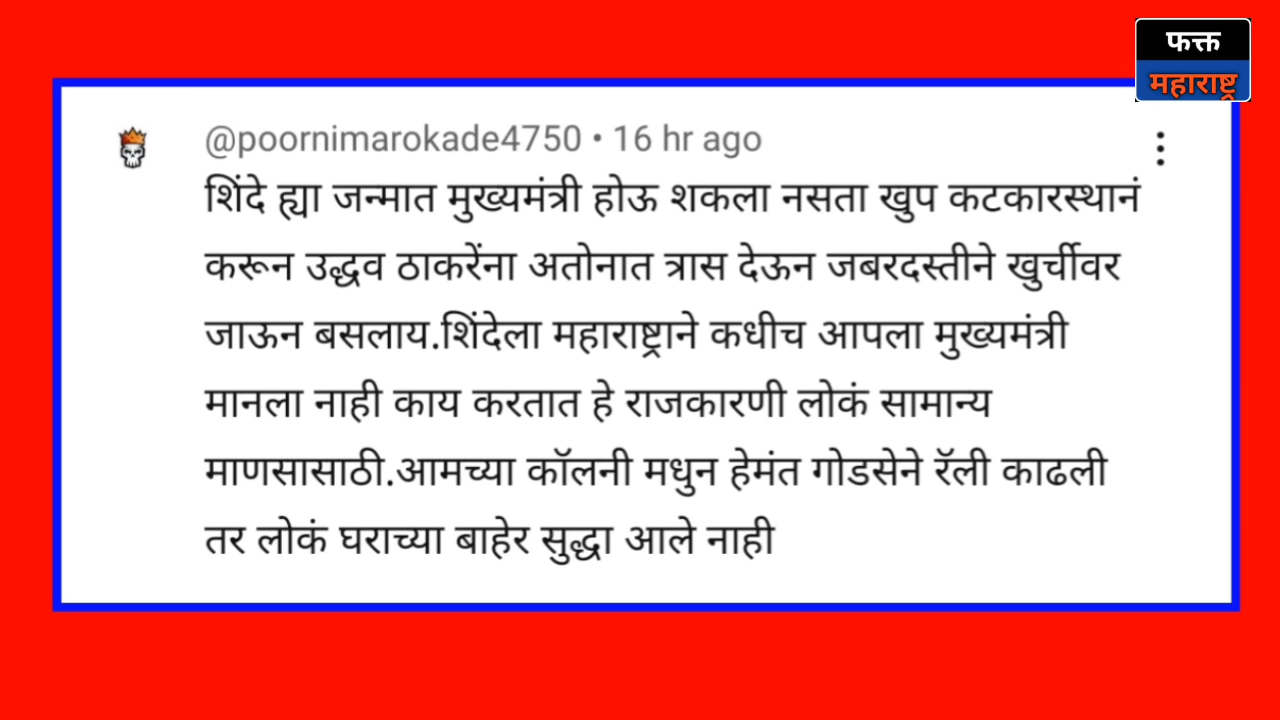 फक्त
महाराष्ट्र
@poornimarokade4750 • 16 hr ago
शिंदे ह्या जन्मात मुख्यमंत्री होऊ शकला नसता खुप कटकारस्थानं
करून उद्धव ठाकरेंना अतोनात त्रास देऊन जबरदस्तीने खुर्चीवर
जाऊन बसलाय.शिंदेला महाराष्ट्राने कधीच आपला मुख्यमंत्री
मानला नाही काय करतात हे राजकारणी लोकं सामान्य
माणसासाठी.आमच्या कॉलनी मधुन हेमंत गोडसेने रॅली काढली
तर लोकं घराच्या बाहेर सुद्धा आले नाही